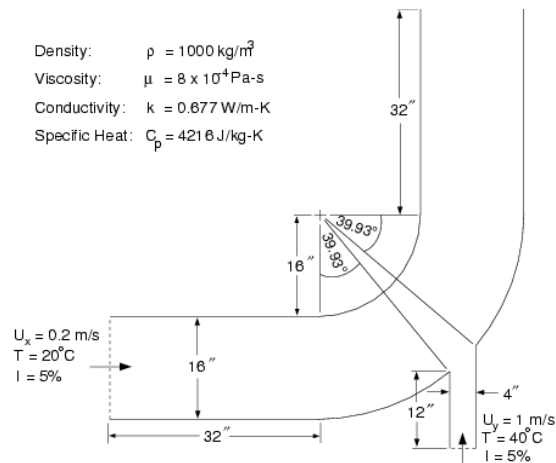 Density: ρ = 1000 kg/m³
Viscosity: μ = 8 x 10⁻⁴ Pa-s
Conductivity: k = 0.677 W/m-K
Specific Heat: Cₚ = 4216 J/kg-K
32″
39.93°
39.93°
16″
Uₓ = 0.2 m/s
T = 20°C
I = 5%
16″
32″
12″
4″
Uᵧ = 1 m/s
T = 40°C
I = 5%